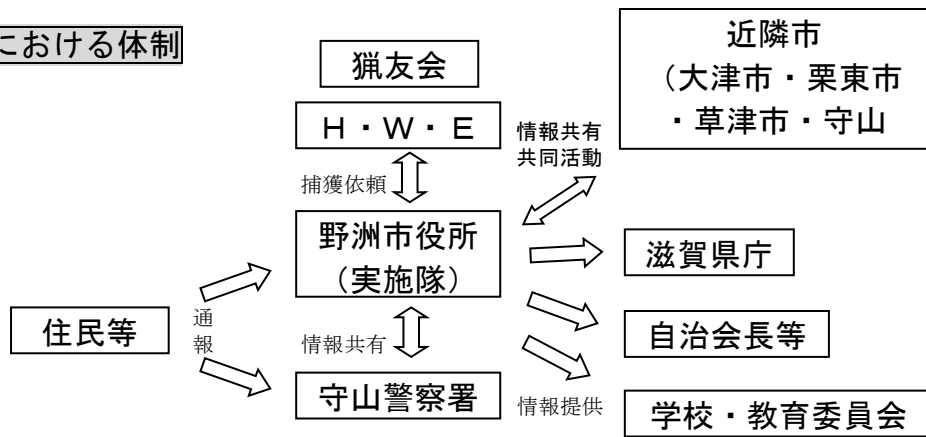 における体制
猟友会
H・W・E
捕獲依頼
野洲市役所
（実施隊）
情報共有
守山警察署
住民等
通
報
情報共有
共同活動
近隣市
（大津市・栗東市
・草津市・守山
滋賀県庁
自治会長等
情報提供
学校・教育委員会